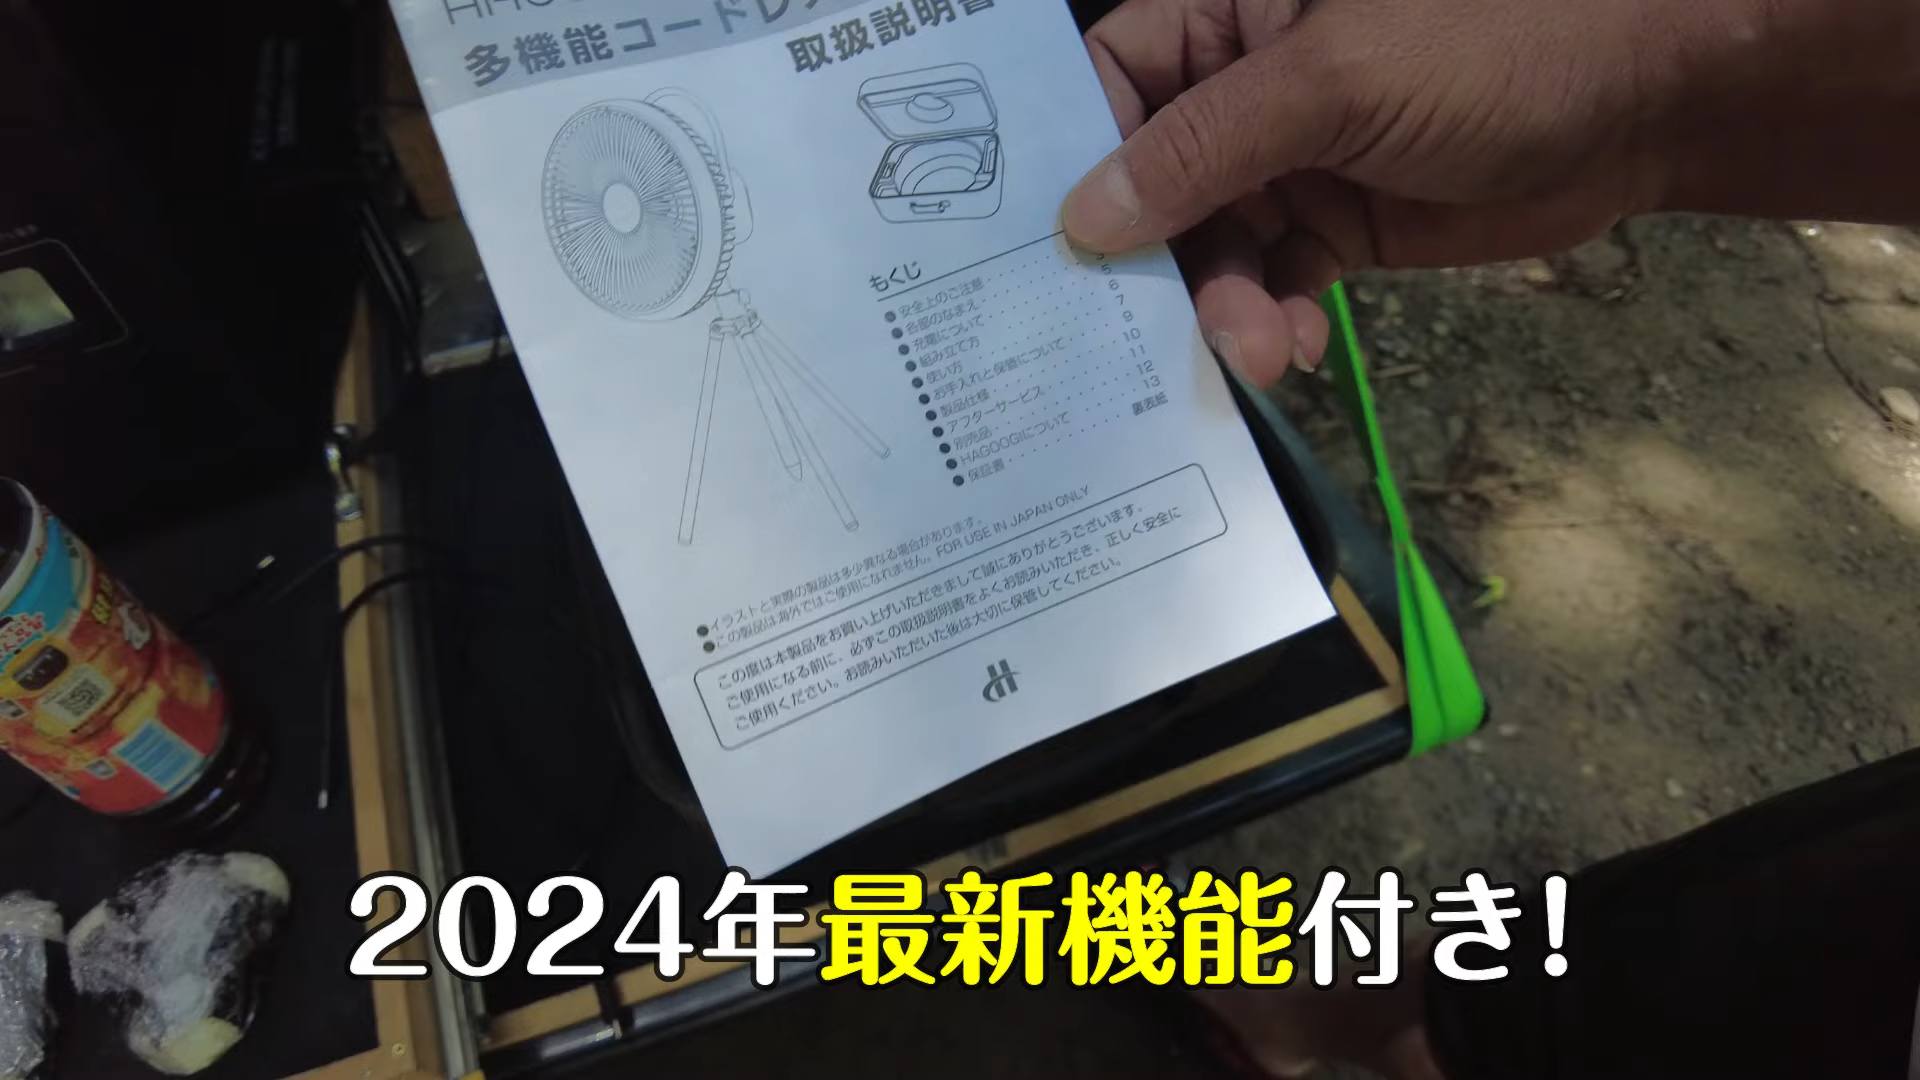 多機能コードレス
取扱説明書
もくじ
●安全上のご注意
●各部のなまえ 5
●充電について 6
●組み立て方 7
●使い方 9
●お手入れと保管について 10
●製品仕様 11
●アフターサービス 12
●別売品 13
●HAGOOGIについて
●保証書 裏表紙
●イラストと実際の製品は多少異なる場合があります。
●この製品は海外ではご使用になれません。FOR USE IN JAPAN ONLY
この度は本製品をお買い上げいただきまして誠にありがとうございます。
ご使用になる前に、必ずこの取扱説明書をよくお読みいただき、正しく安全に
ご使用ください。お読みいただいた後は大切に保管してください。
2024年最新機能付き!